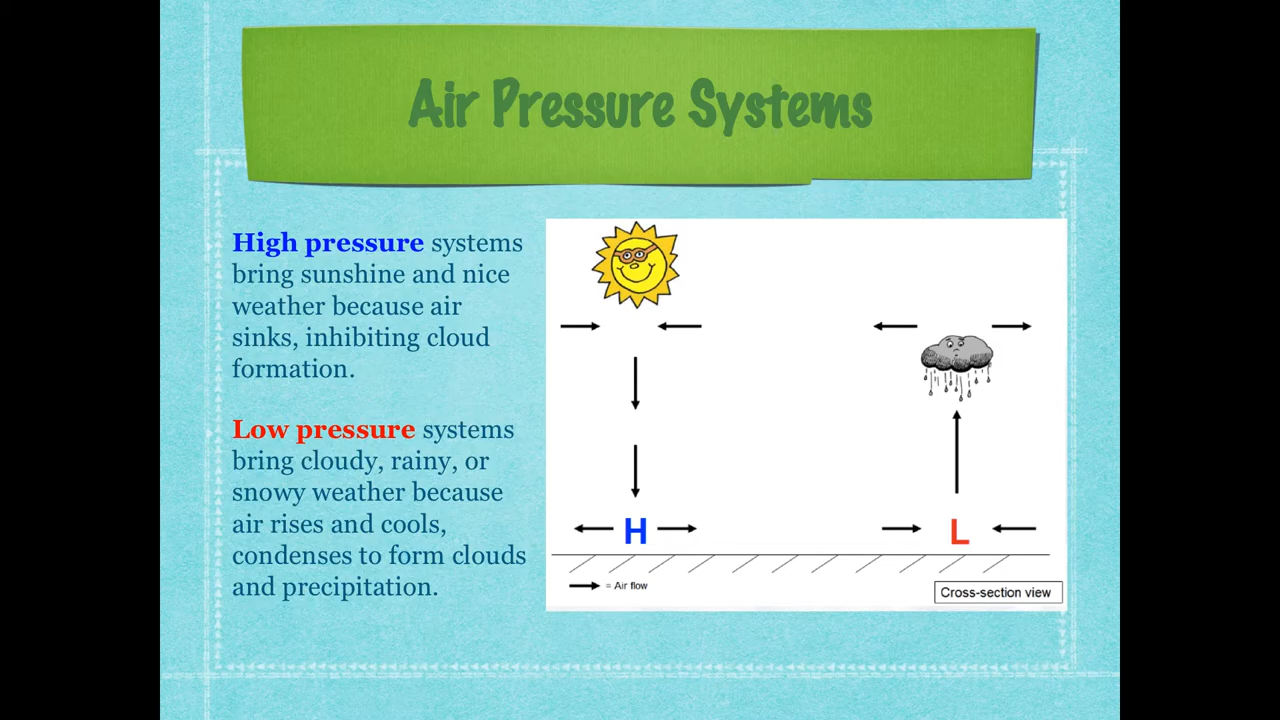 Air Pressure Systems
High pressure systems
bring sunshine and nice
weather because air
sinks, inhibiting cloud
formation.
Low pressure systems
bring cloudy, rainy, or
snowy weather because
air rises and cools,
condenses to form clouds
and precipitation.
H
L
= Air flow
Cross-section view